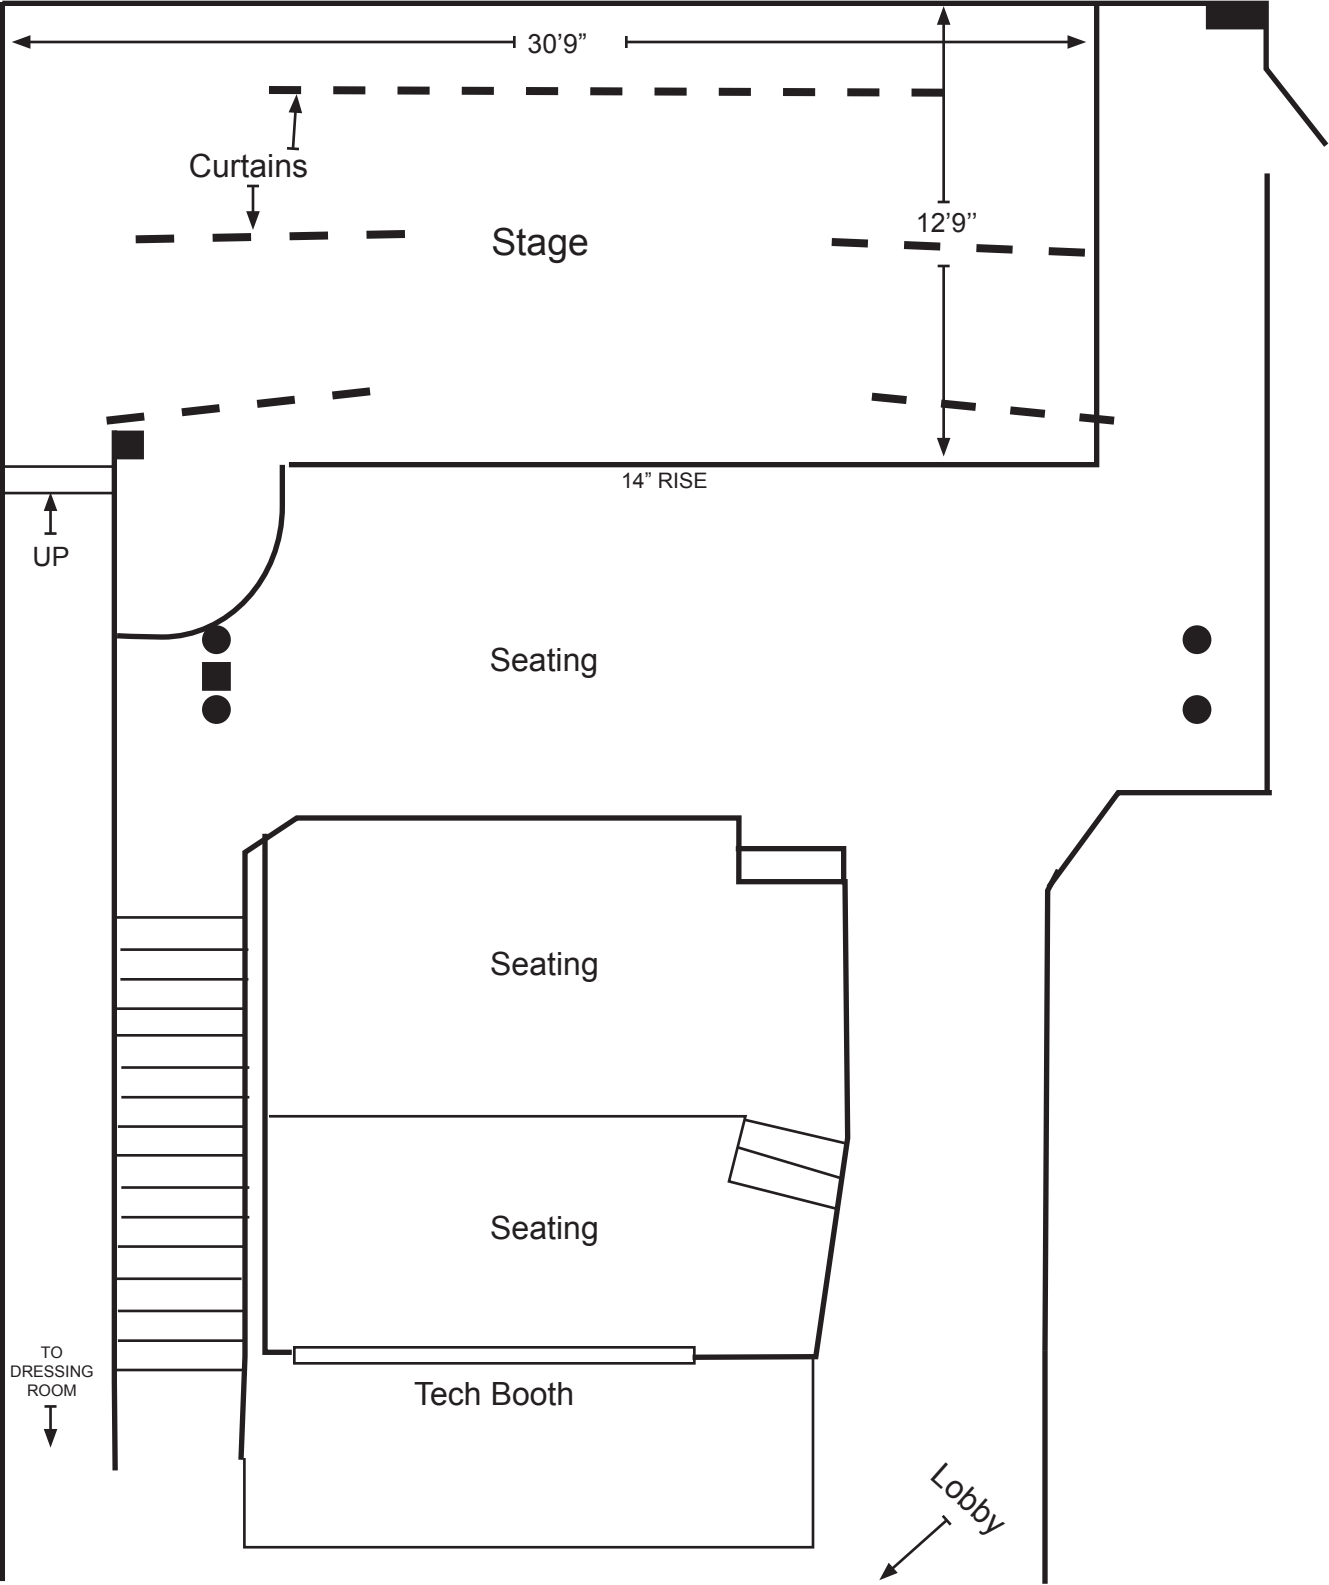 30’9”
Curtains
12’9’’
Stage
14” RISE
UP
Seating
Seating
Seating
TO
DRESSING
ROOM
Tech Booth
Lobby